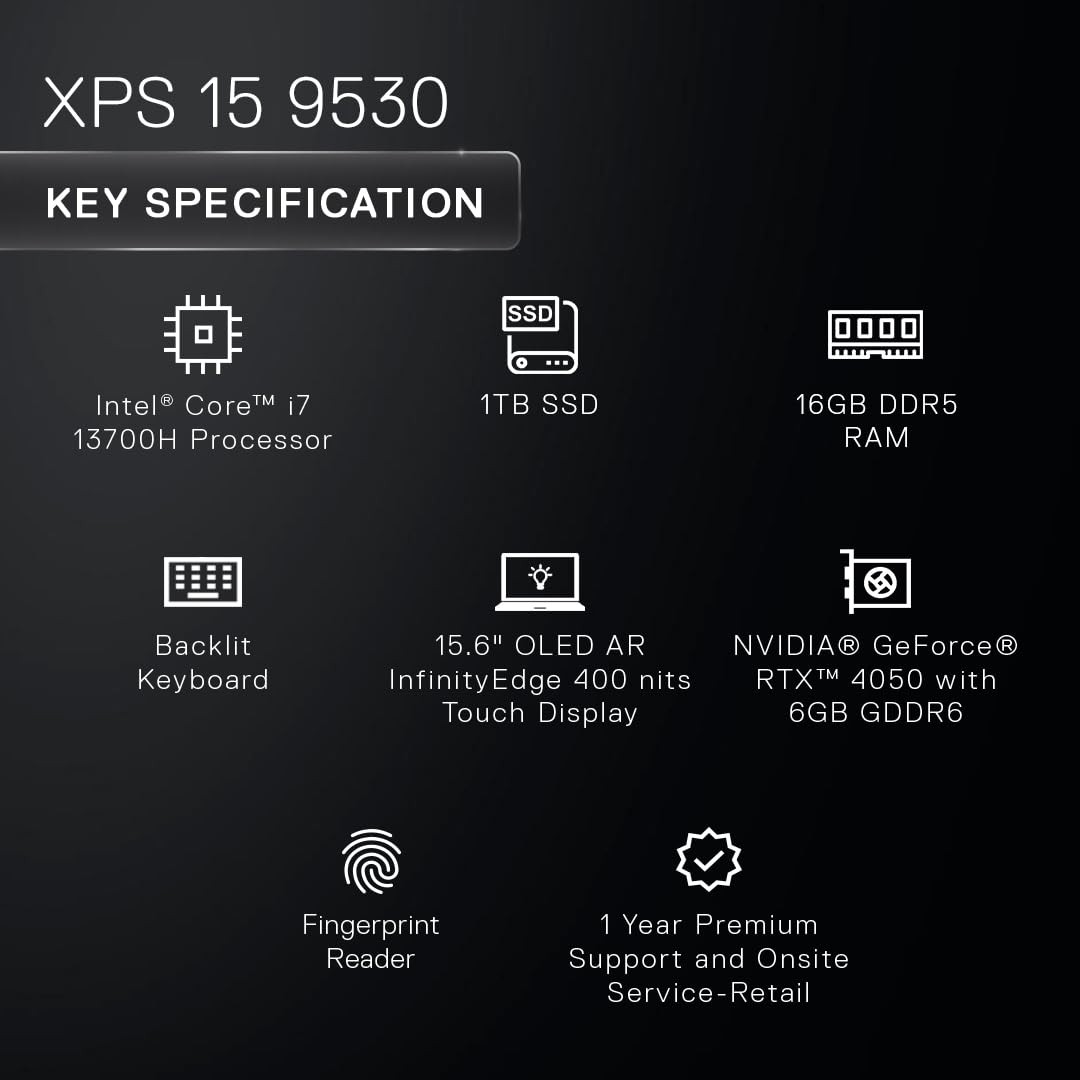 XPS 15 9530
KEY SPECIFICATION
Intel® Core™ i7
13700H Processor
SSD
1TB SSD
16GB DDR5
RAM
Backlit
Keyboard
15.6" OLED AR
InfinityEdge 400 nits
Touch Display
NVIDIA® GeForce®
RTX™ 4050 with
6GB GDDR6
Fingerprint
Reader
1 Year Premium
Support and Onsite
Service-Retail